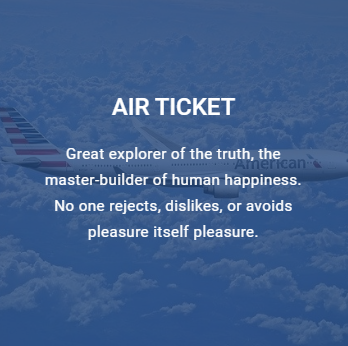 AIR TICKET
Great explorer of the truth, the
American
master-builder of human happiness.
No one rejects, dislikes, or avoids
pleasure itself pleasure.